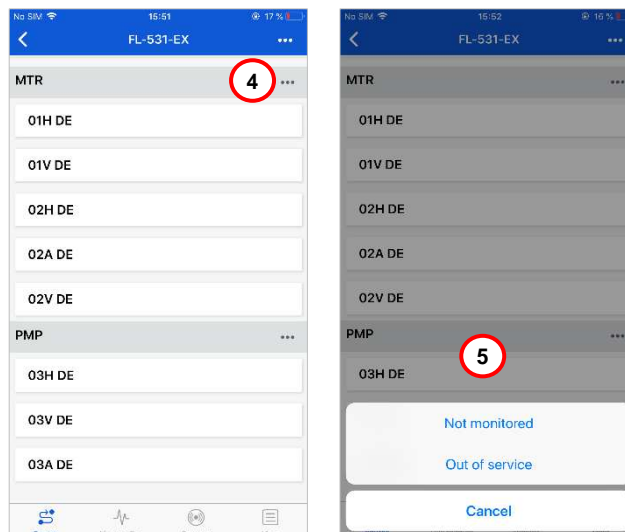 No SIM 15:51 17 %
FL-531-EX
MTR
4
01H DE
01V DE
02H DE
02A DE
02V DE
PMP
03H DE
03V DE
03A DE
No SIM 15:52 16 %
FL-531-EX
MTR
01H DE
01V DE
02H DE
02A DE
02V DE
PMP
5
03H DE
Not monitored
Out of service
Cancel